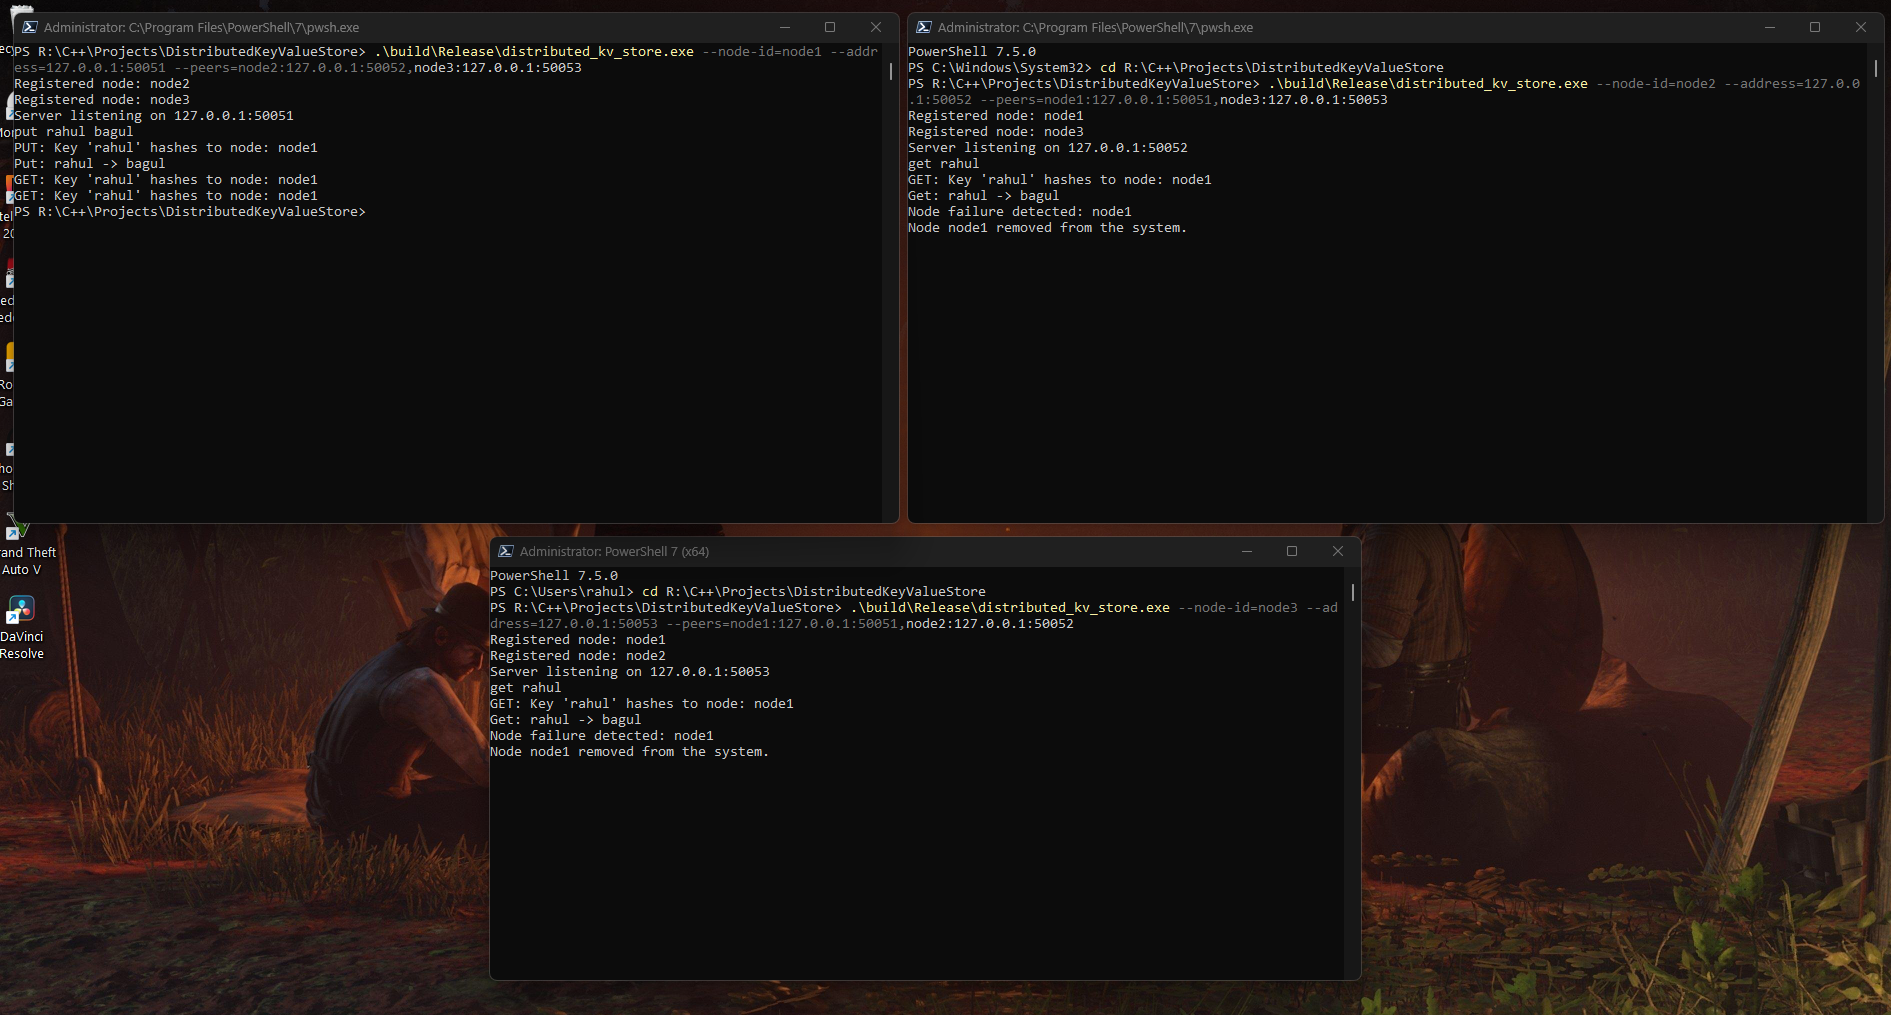 Administrator: C:\Program Files\PowerShell\7\pwsh.exe
PS R:\C++\Projects\DistributedKeyValueStore> .\build\Release\distributed_kv_store.exe --node-id=node1 --addr
ess=127.0.0.1:50051 --peers=node2:127.0.0.1:50052,node3:127.0.0.1:50053
Registered node: node2
Registered node: node3
Server listening on 127.0.0.1:50051
put rahul bagul
PUT: Key 'rahul' hashes to node: node1
Put: rahul -> bagul
GET: Key 'rahul' hashes to node: node1
GET: Key 'rahul' hashes to node: node1
PS R:\C++\Projects\DistributedKeyValueStore>
Administrator: C:\Program Files\PowerShell\7\pwsh.exe
PowerShell 7.5.0
PS C:\Windows\System32> cd R:\C++\Projects\DistributedKeyValueStore
PS R:\C++\Projects\DistributedKeyValueStore> .\build\Release\distributed_kv_store.exe --node-id=node2 --address=127.0.0
.1:50052 --peers=node1:127.0.0.1:50051,node3:127.0.0.1:50053
Registered node: node1
Registered node: node3
Server listening on 127.0.0.1:50052
get rahul
GET: Key 'rahul' hashes to node: node1
Get: rahul -> bagul
Node failure detected: node1
Node node1 removed from the system.
Administrator: PowerShell 7 (x64)
PowerShell 7.5.0
PS C:\Users\rahul> cd R:\C++\Projects\DistributedKeyValueStore
PS R:\C++\Projects\DistributedKeyValueStore> .\build\Release\distributed_kv_store.exe --node-id=node3 --ad
dress=127.0.0.1:50053 --peers=node1:127.0.0.1:50051,node2:127.0.0.1:50052
Registered node: node1
Registered node: node2
Server listening on 127.0.0.1:50053
get rahul
GET: Key 'rahul' hashes to node: node1
Get: rahul -> bagul
Node failure detected: node1
Node node1 removed from the system.
rand Theft
Auto V
DaVinci
Resolve